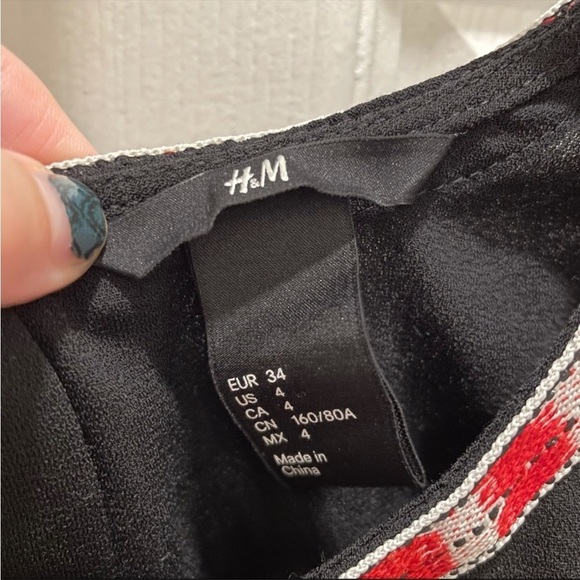 H&M
EUR 34
US 4
CA 4
CN 160/80A
MX 4
Made in
China